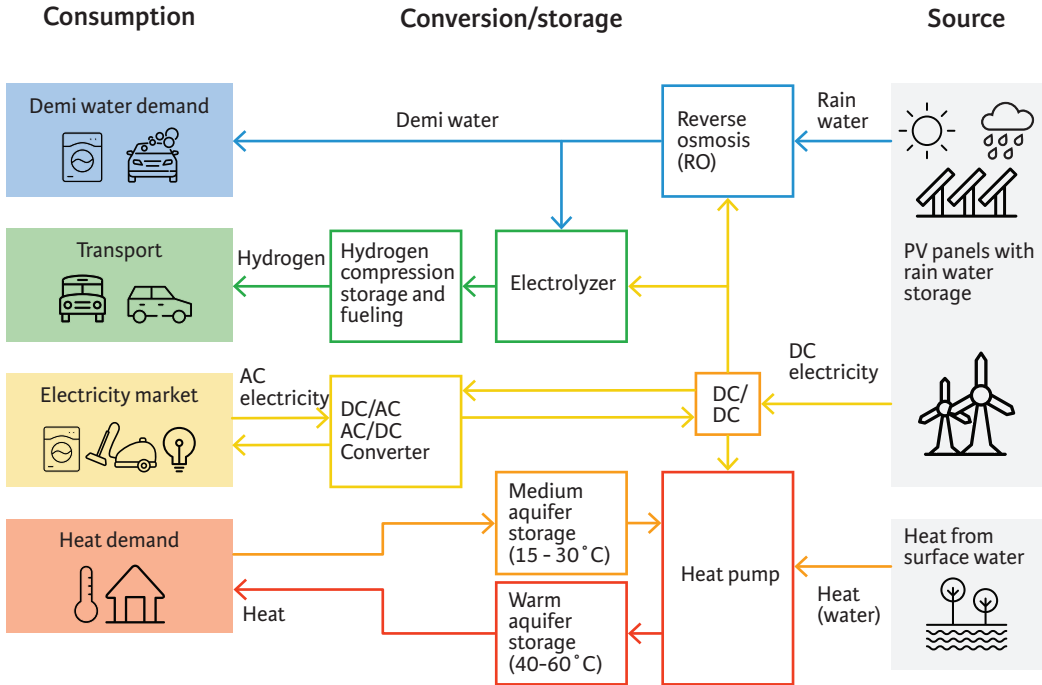 Consumption
Conversion/storage
Source
Demi water demand
Demi water
Reverse
osmosis
(RO)
Rain
water
PV panels with
rain water
storage
Transport
Hydrogen
Hydrogen
compression
storage and
fueling
Electrolyzer
Electricity market
AC
electricity
DC/AC
AC/DC
Converter
DC/
DC
DC
electricity
Heat demand
Heat
Medium
aquifer
storage
(15 - 30˚C)
Warm
aquifer
storage
(40-60˚C)
Heat pump
Heat
(water)
Heat from
surface water